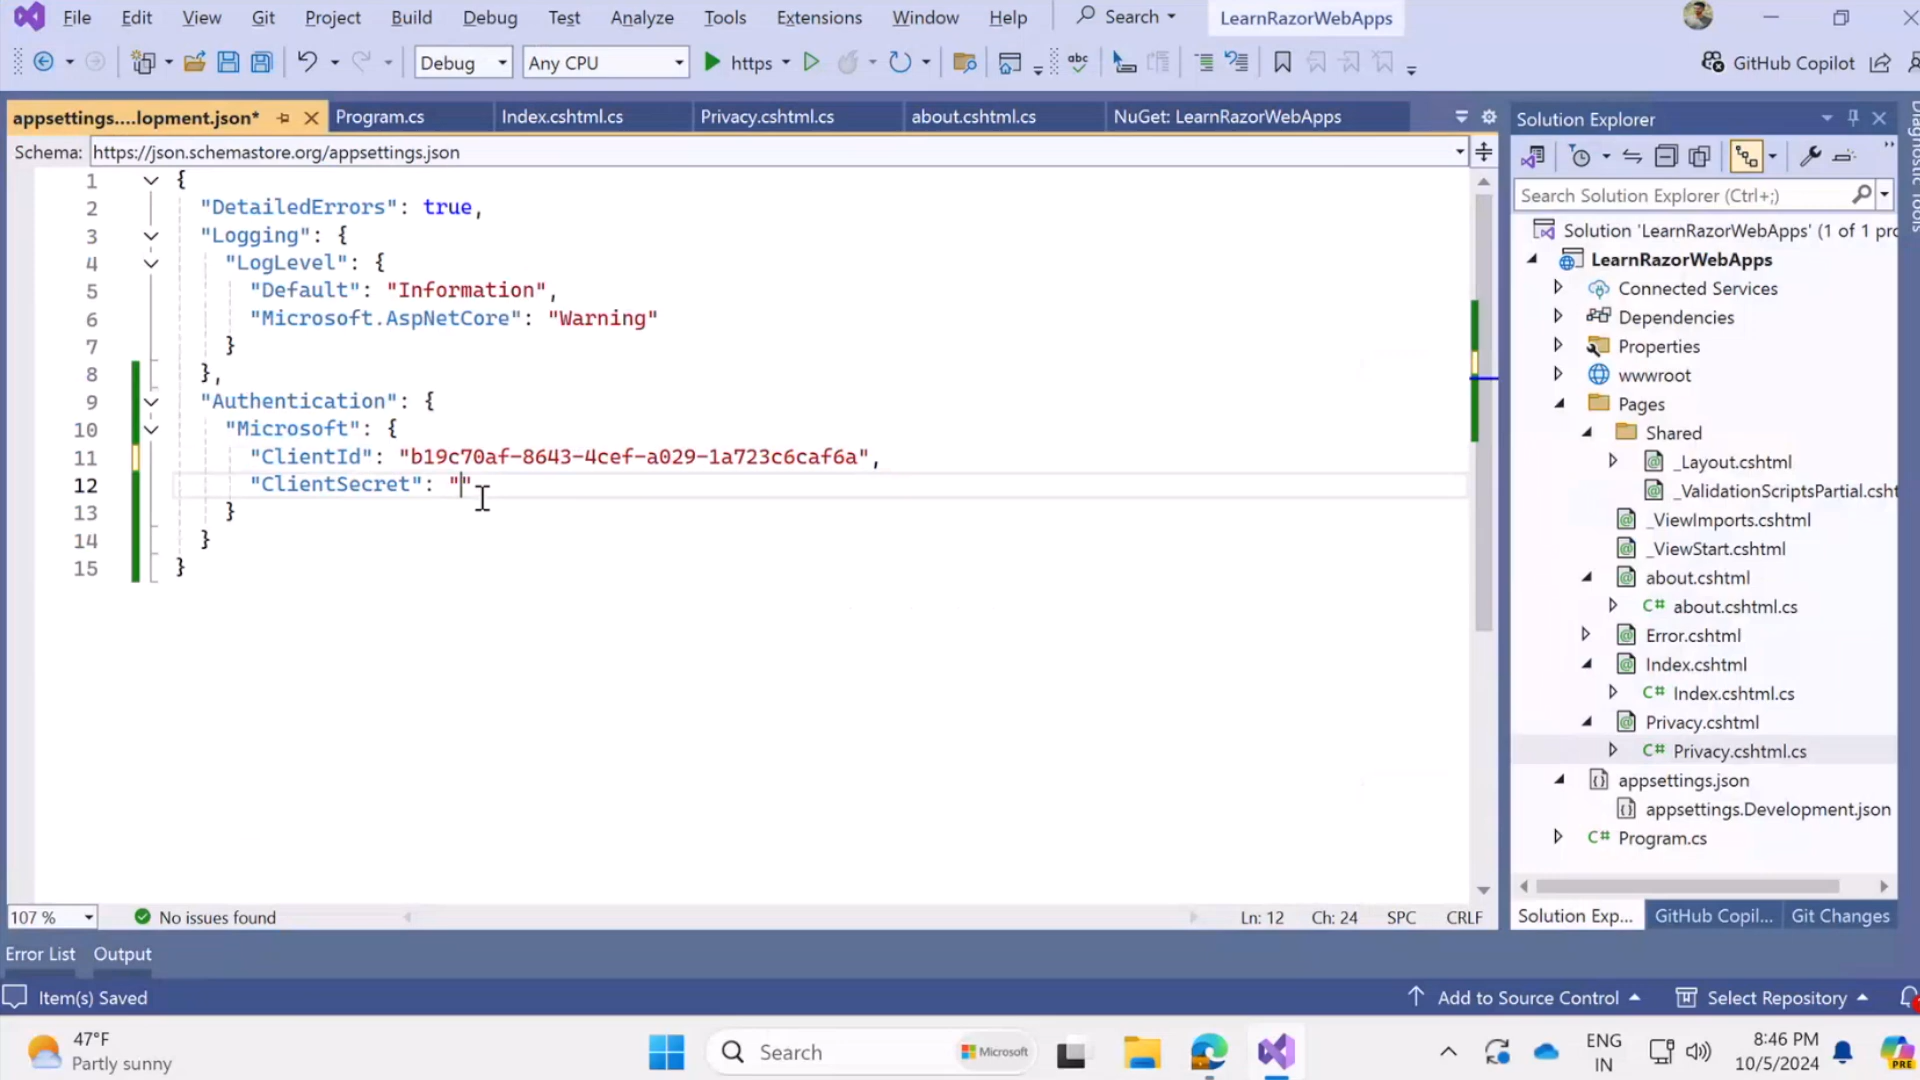 File Edit View Git Project Build Debug Test Analyze Tools Extensions Window Help Search LearnRazorWebApps
Debug Any CPU https abc GitHub Copilot
appsettings....lopment.json* Program.cs Index.cshtml.cs Privacy.cshtml.cs about.cshtml.cs NuGet: LearnRazorWebApps
Schema: https://json.schemastore.org/appsettings.json
1 {
2 "DetailedErrors": true,
3 "Logging": {
4 "LogLevel": {
5 "Default": "Information",
6 "Microsoft.AspNetCore": "Warning"
7 }
8 },
9 "Authentication": {
10 "Microsoft": {
11 "ClientId": "b19c70af-8643-4cef-a029-1a723c6caf6a",
12 "ClientSecret": ""
13 }
14 }
15 }
107 % No issues found Ln: 12 Ch: 24 SPC CRLF
Solution Explorer
Search Solution Explorer (Ctrl+;)
Solution 'LearnRazorWebApps' (1 of 1 pro
LearnRazorWebApps
Connected Services
Dependencies
Properties
wwwroot
Pages
Shared
_Layout.cshtml
_ValidationScriptsPartial.csht
_ViewImports.cshtml
_ViewStart.cshtml
about.cshtml
C# about.cshtml.cs
Error.cshtml
Index.cshtml
C# Index.cshtml.cs
Privacy.cshtml
C# Privacy.cshtml.cs
appsettings.json
appsettings.Development.json
C# Program.cs
Solution Exp... GitHub Copil... Git Changes
Diagnostic Tools
Error List Output
Item(s) Saved Add to Source Control Select Repository
47°F
Partly sunny
Search Microsoft
ENG
IN
8:46 PM
10/5/2024
PRE